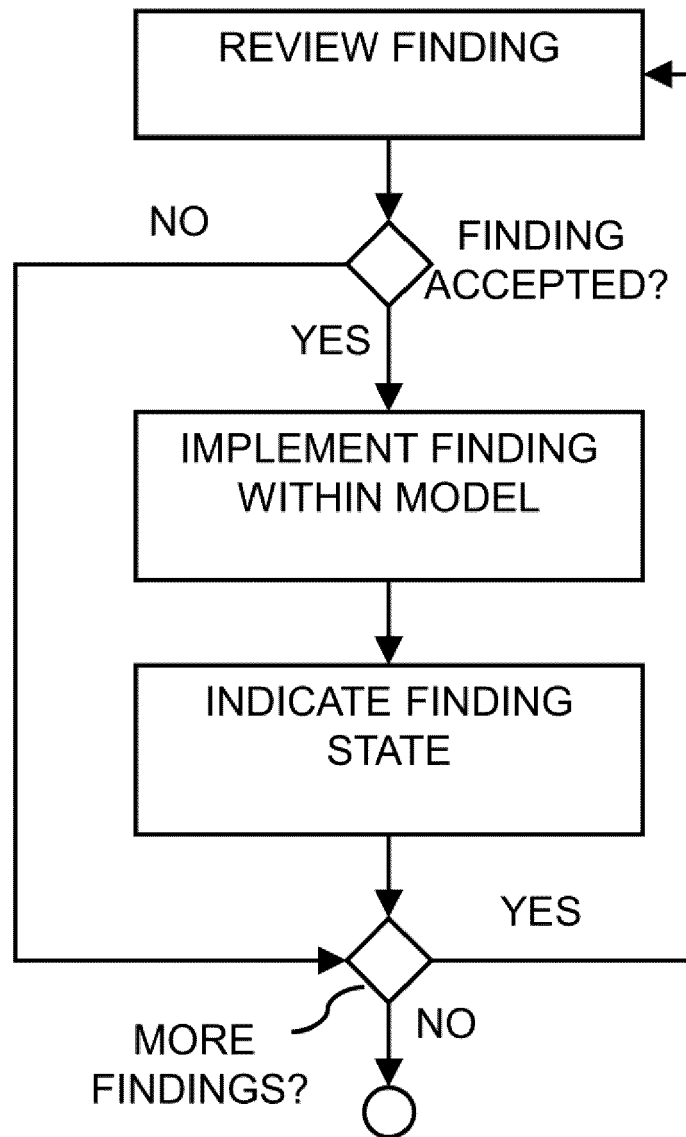 REVIEW FINDING
NO
FINDING
ACCEPTED?
YES
IMPLEMENT FINDING
WITHIN MODEL
INDICATE FINDING
STATE
YES
NO
MORE
FINDINGS?